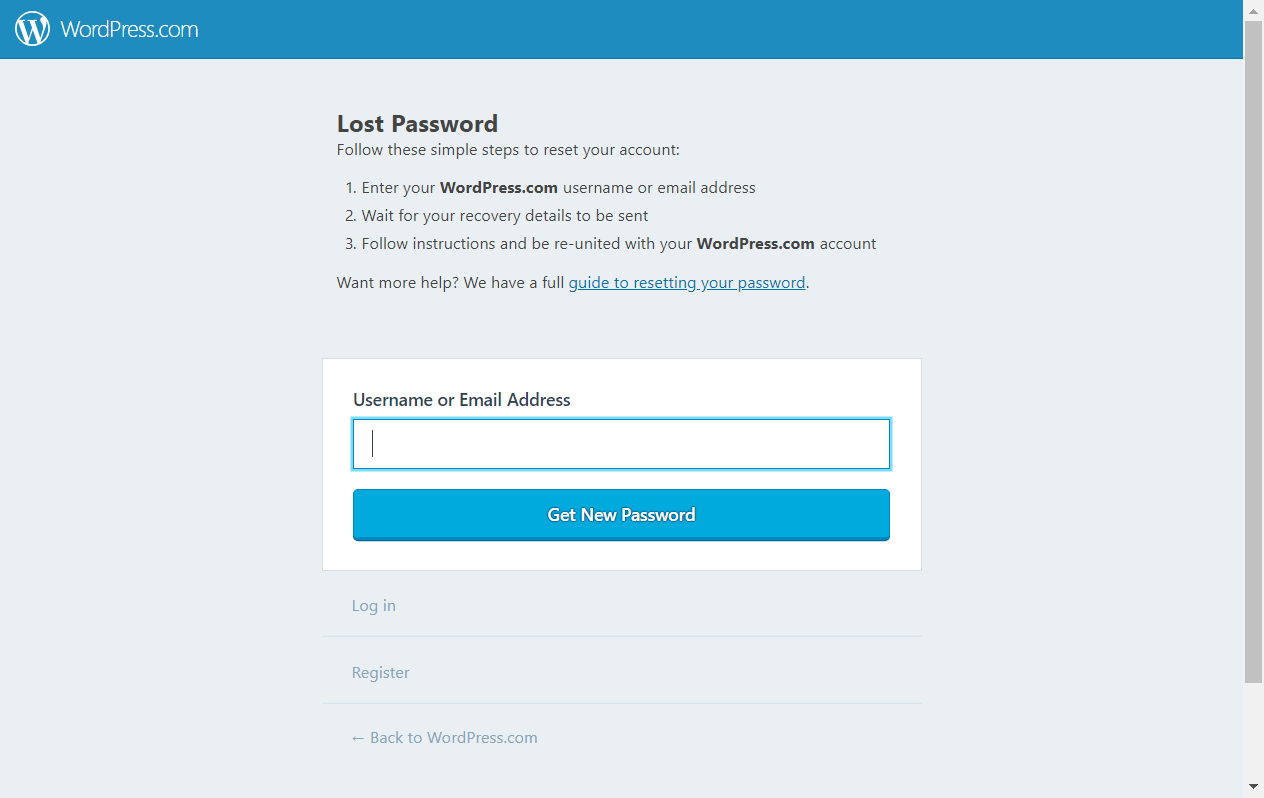 WordPress.com
Lost Password
Follow these simple steps to reset your account:
1. Enter your WordPress.com username or email address
2. Wait for your recovery details to be sent
3. Follow instructions and be re-united with your WordPress.com account
Want more help? We have a full guide to resetting your password.
Username or Email Address
Get New Password
Log in
Register
← Back to WordPress.com